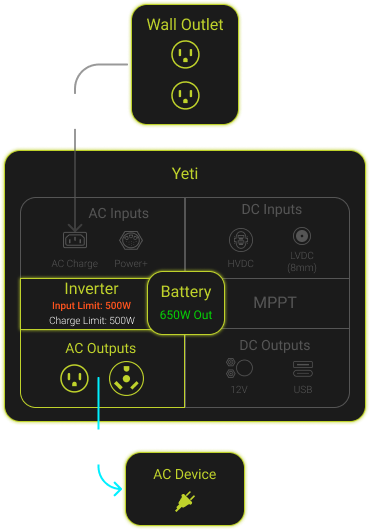 Wall Outlet
Yeti
AC Inputs
DC Inputs
AC Charge
Power+
HVDC
LVDC
(8mm)
Inverter
Input Limit: 500W
Charge Limit: 500W
Battery
650W Out
MPPT
AC Outputs
DC Outputs
12V
USB
AC Device